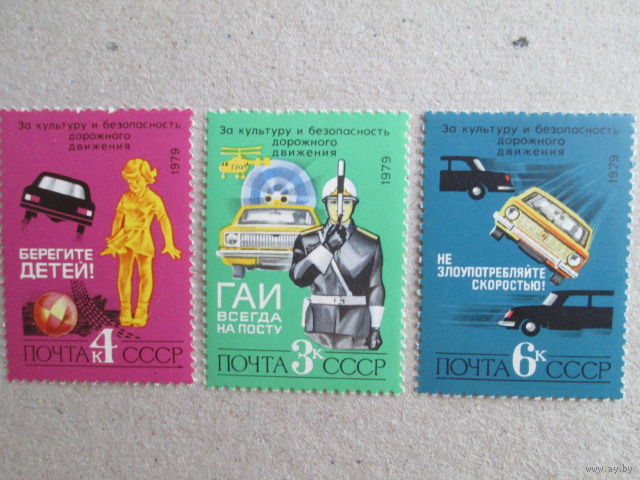 За культуру и безопасность
дорожного
движения
1979
БЕРЕГИТЕ
ДЕТЕЙ!
ПОЧТА 4К СССР
За культуру и безопасность
дорожного
движения
1979
ГАИ
ГАИ
ВСЕГДА
НА ПОСТУ
ПОЧТА 3К СССР
За культуру и безопасность
дорожного
движения
1979
НЕ
ЗЛОУПОТРЕБЛЯЙТЕ
СКОРОСТЬЮ!
ПОЧТА 6К СССР
www.ay.by